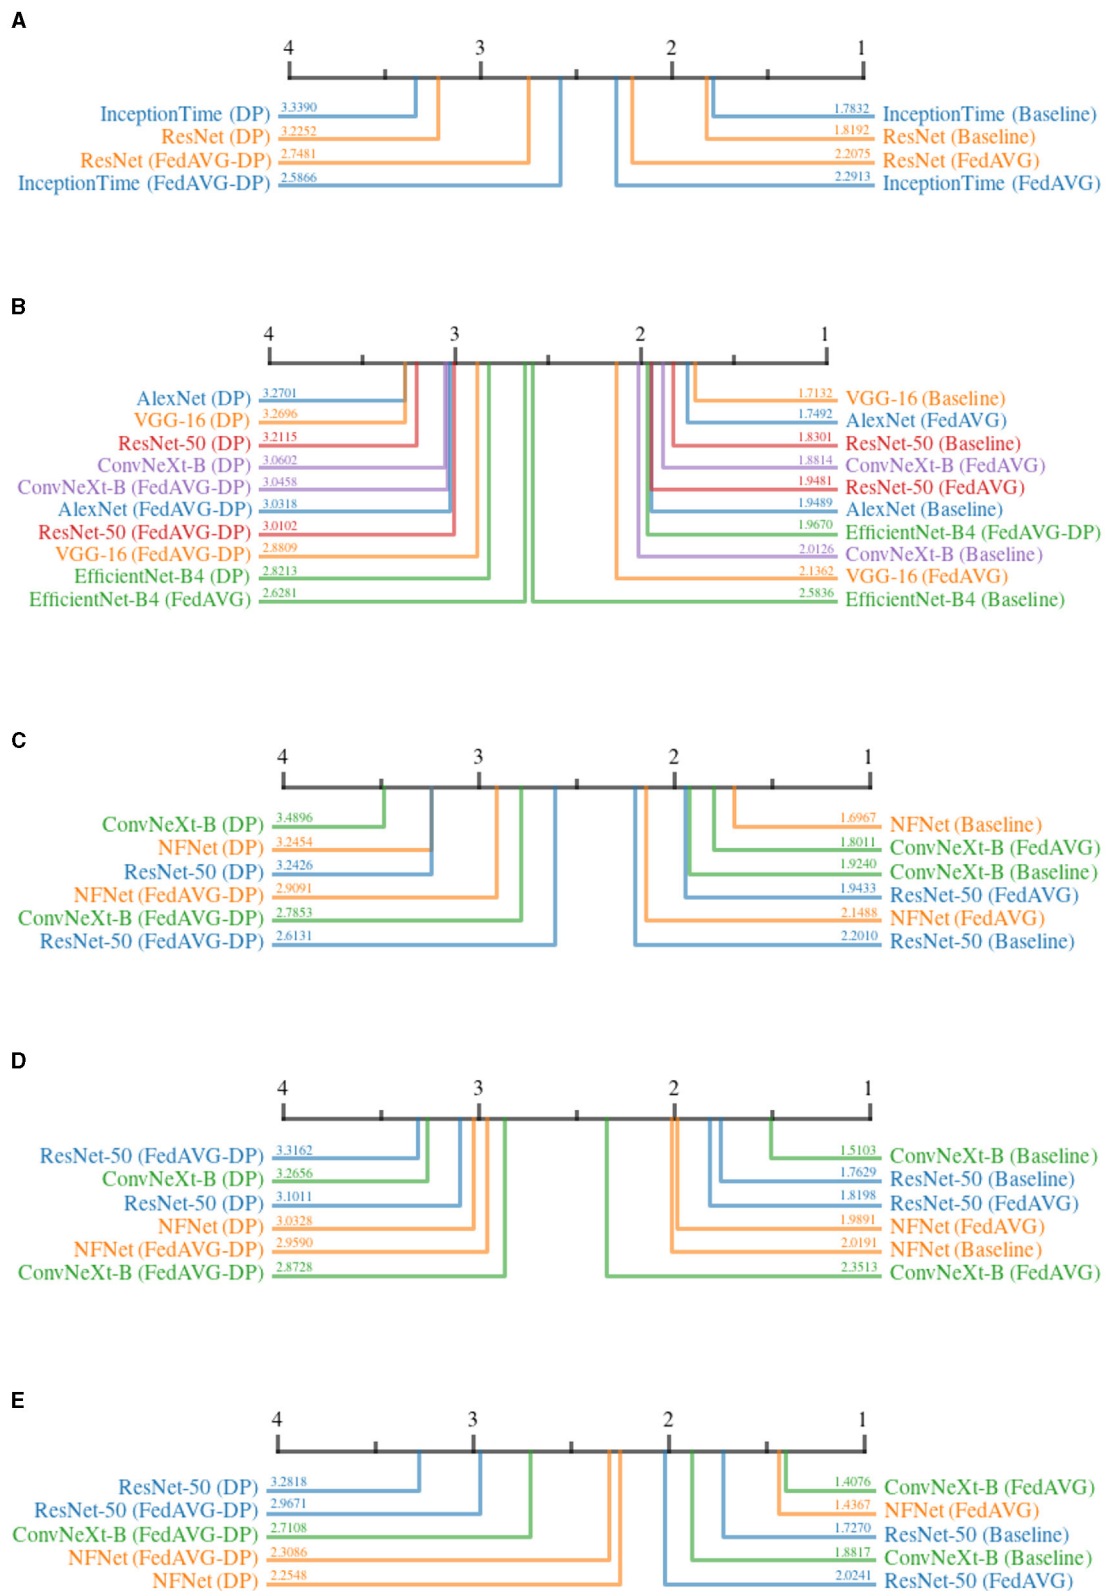 A
4 3 2 1
InceptionTime (DP) 3.3390 1.7832 InceptionTime (Baseline)
ResNet (DP) 3.2252 1.8192 ResNet (Baseline)
ResNet (FedAVG-DP) 2.7481 2.2075 ResNet (FedAVG)
InceptionTime (FedAVG-DP) 2.5866 2.2913 InceptionTime (FedAVG)
B
4 3 2 1
AlexNet (DP) 3.2701 1.7132 VGG-16 (Baseline)
VGG-16 (DP) 3.2696 1.7492 AlexNet (FedAVG)
ResNet-50 (DP) 3.2115 1.8301 ResNet-50 (Baseline)
ConvNeXt-B (DP) 3.0602 1.8814 ConvNeXt-B (FedAVG)
ConvNeXt-B (FedAVG-DP) 3.0458 1.9481 ResNet-50 (FedAVG)
AlexNet (FedAVG-DP) 3.0318 1.9489 AlexNet (Baseline)
ResNet-50 (FedAVG-DP) 3.0102 1.9670 EfficientNet-B4 (FedAVG-DP)
VGG-16 (FedAVG-DP) 2.8809 2.0126 ConvNeXt-B (Baseline)
EfficientNet-B4 (DP) 2.8213 2.1362 VGG-16 (FedAVG)
EfficientNet-B4 (FedAVG) 2.6281 2.5836 EfficientNet-B4 (Baseline)
C
4 3 2 1
ConvNeXt-B (DP) 3.4896 1.6967 NFNet (Baseline)
NFNet (DP) 3.2454 1.8011 ConvNeXt-B (FedAVG)
ResNet-50 (DP) 3.2426 1.9240 ConvNeXt-B (Baseline)
NFNet (FedAVG-DP) 2.9091 1.9433 ResNet-50 (FedAVG)
ConvNeXt-B (FedAVG-DP) 2.7853 2.1488 NFNet (FedAVG)
ResNet-50 (FedAVG-DP) 2.6131 2.2010 ResNet-50 (Baseline)
D
4 3 2 1
ResNet-50 (FedAVG-DP) 3.3162 1.5103 ConvNeXt-B (Baseline)
ConvNeXt-B (DP) 3.2656 1.7629 ResNet-50 (Baseline)
ResNet-50 (DP) 3.1011 1.8198 ResNet-50 (FedAVG)
NFNet (DP) 3.0328 1.9891 NFNet (FedAVG)
NFNet (FedAVG-DP) 2.9590 2.0191 NFNet (Baseline)
ConvNeXt-B (FedAVG-DP) 2.8728 2.3513 ConvNeXt-B (FedAVG)
E
4 3 2 1
ResNet-50 (DP) 3.2818 1.4076 ConvNeXt-B (FedAVG)
ResNet-50 (FedAVG-DP) 2.9671 1.4367 NFNet (FedAVG)
ConvNeXt-B (FedAVG-DP) 2.7108 1.7270 ResNet-50 (Baseline)
NFNet (FedAVG-DP) 2.3086 1.8817 ConvNeXt-B (Baseline)
NFNet (DP) 2.2548 2.0241 ResNet-50 (FedAVG)